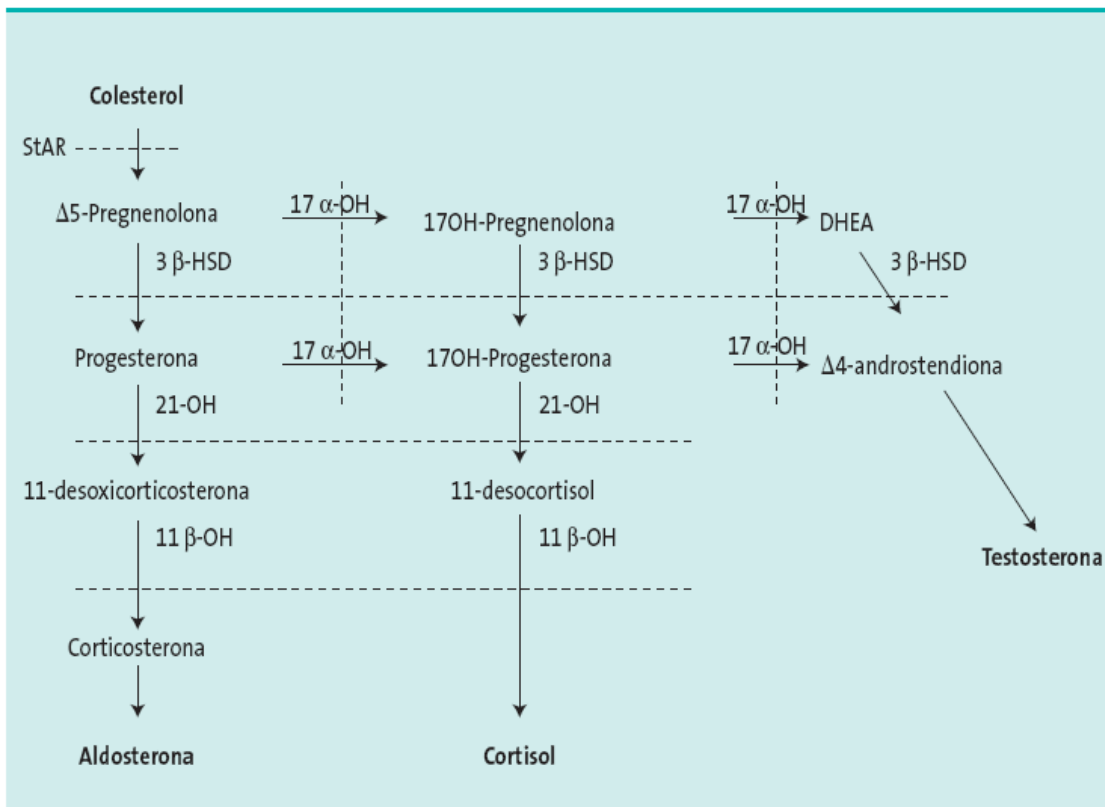 Colesterol
StAR
Δ5-Pregnenolona
17 α-OH
17OH-Pregnenolona
17 α-OH
DHEA
3 β-HSD
3 β-HSD
3 β-HSD
Progesterona
17 α-OH
17OH-Progesterona
17 α-OH
Δ4-androstendiona
21-OH
21-OH
11-desoxicorticosterona
11-desocortisol
11 β-OH
11 β-OH
Testosterona
Corticosterona
Aldosterona
Cortisol